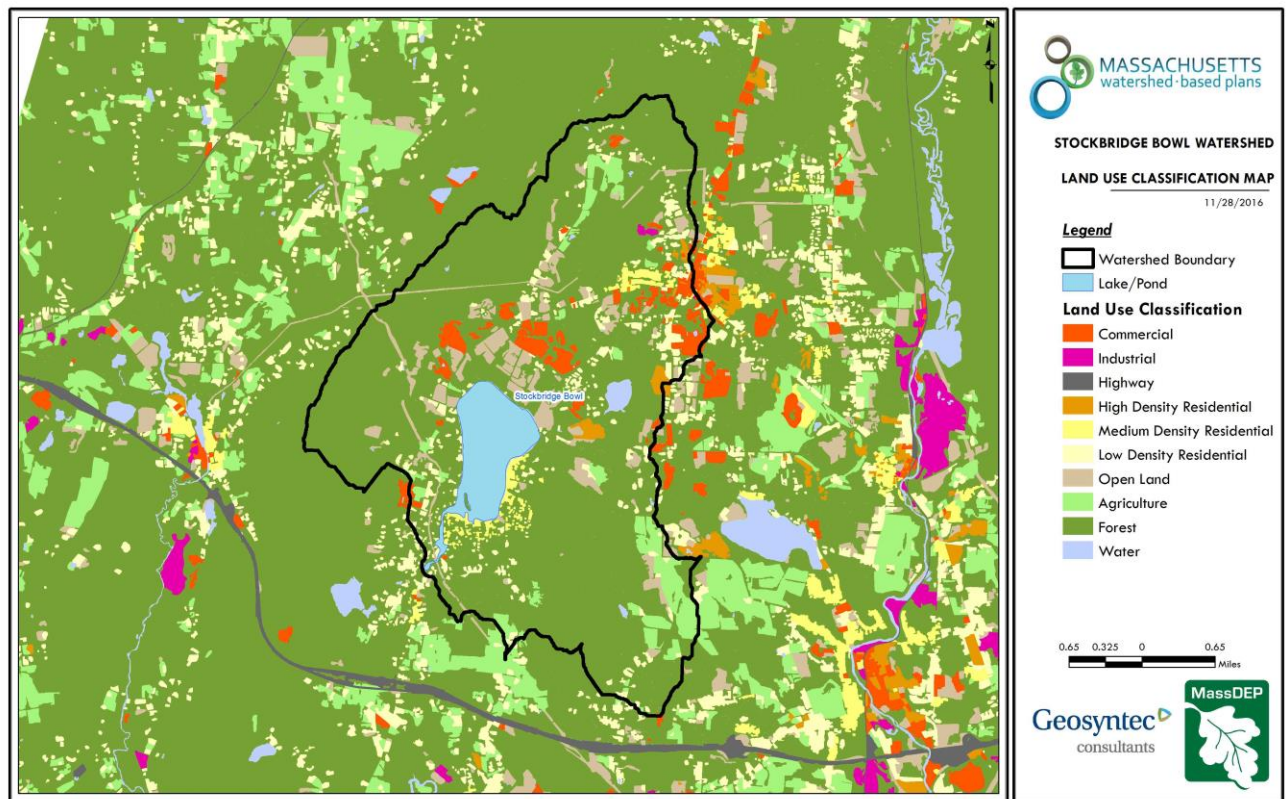 Stockbridge Bowl
MASSACHUSETTS
watershed·based plans
STOCKBRIDGE BOWL WATERSHED
LAND USE CLASSIFICATION MAP
11/28/2016
Legend
Watershed Boundary
Lake/Pond
Land Use Classification
Commercial
Industrial
Highway
High Density Residential
Medium Density Residential
Low Density Residential
Open Land
Agriculture
Forest
Water
0.65 0.325 0 0.65
Miles
Geosyntec
consultants
MassDEP